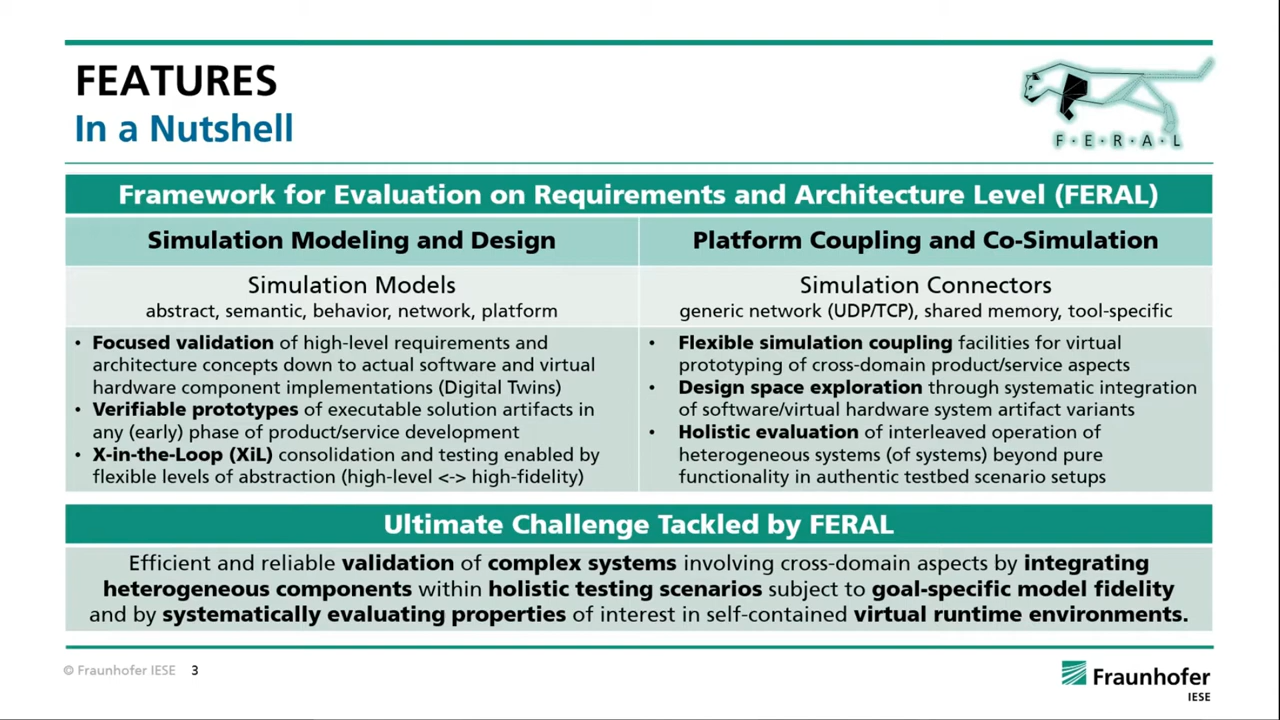 FEATURES
In a Nutshell
F·E·R·A·L
Framework for Evaluation on Requirements and Architecture Level (FERAL)
Simulation Modeling and Design
Simulation Models
abstract, semantic, behavior, network, platform
• Focused validation of high-level requirements and
architecture concepts down to actual software and virtual
hardware component implementations (Digital Twins)
• Verifiable prototypes of executable solution artifacts in
any (early) phase of product/service development
• X-in-the-Loop (XiL) consolidation and testing enabled by
flexible levels of abstraction (high-level <-> high-fidelity)
Platform Coupling and Co-Simulation
Simulation Connectors
generic network (UDP/TCP), shared memory, tool-specific
• Flexible simulation coupling facilities for virtual
prototyping of cross-domain product/service aspects
• Design space exploration through systematic integration
of software/virtual hardware system artifact variants
• Holistic evaluation of interleaved operation of
heterogeneous systems (of systems) beyond pure
functionality in authentic testbed scenario setups
Ultimate Challenge Tackled by FERAL
Efficient and reliable validation of complex systems involving cross-domain aspects by integrating
heterogeneous components within holistic testing scenarios subject to goal-specific model fidelity
and by systematically evaluating properties of interest in self-contained virtual runtime environments.
© Fraunhofer IESE 3
Fraunhofer
IESE